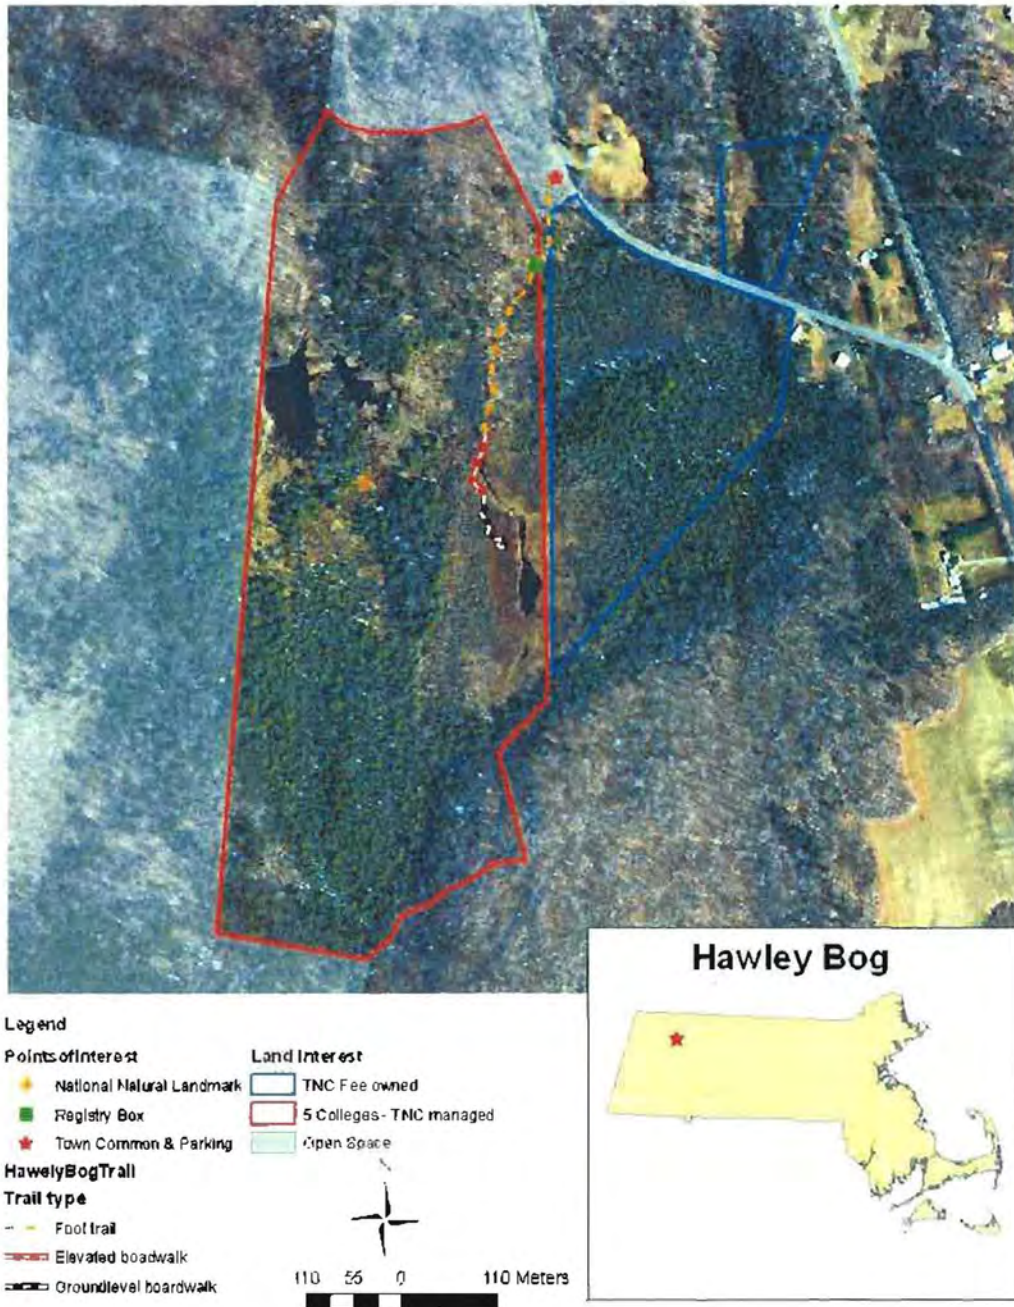 Hawley Bog
Legend
Points of Interest
National Natural Landmark
Registry Box
Town Common & Parking
HawelyBogTrail
Trail type
Foot trail
Elevated boadwalk
Groundlevel boardwalk
Land Interest
TNC Fee owned
5 Colleges - TNC managed
Open Space
110 55 0 110 Meters